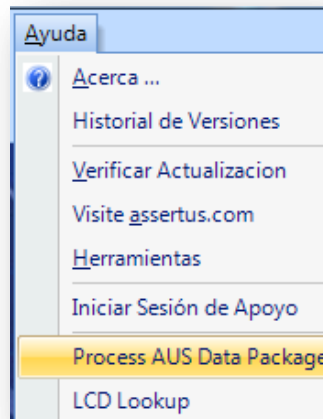 Ayuda
Acerca ...
Historial de Versiones
Verificar Actualizacion
Visite assertus.com
Herramientas
Iniciar Sesión de Apoyo
Process AUS Data Package
LCD Lookup